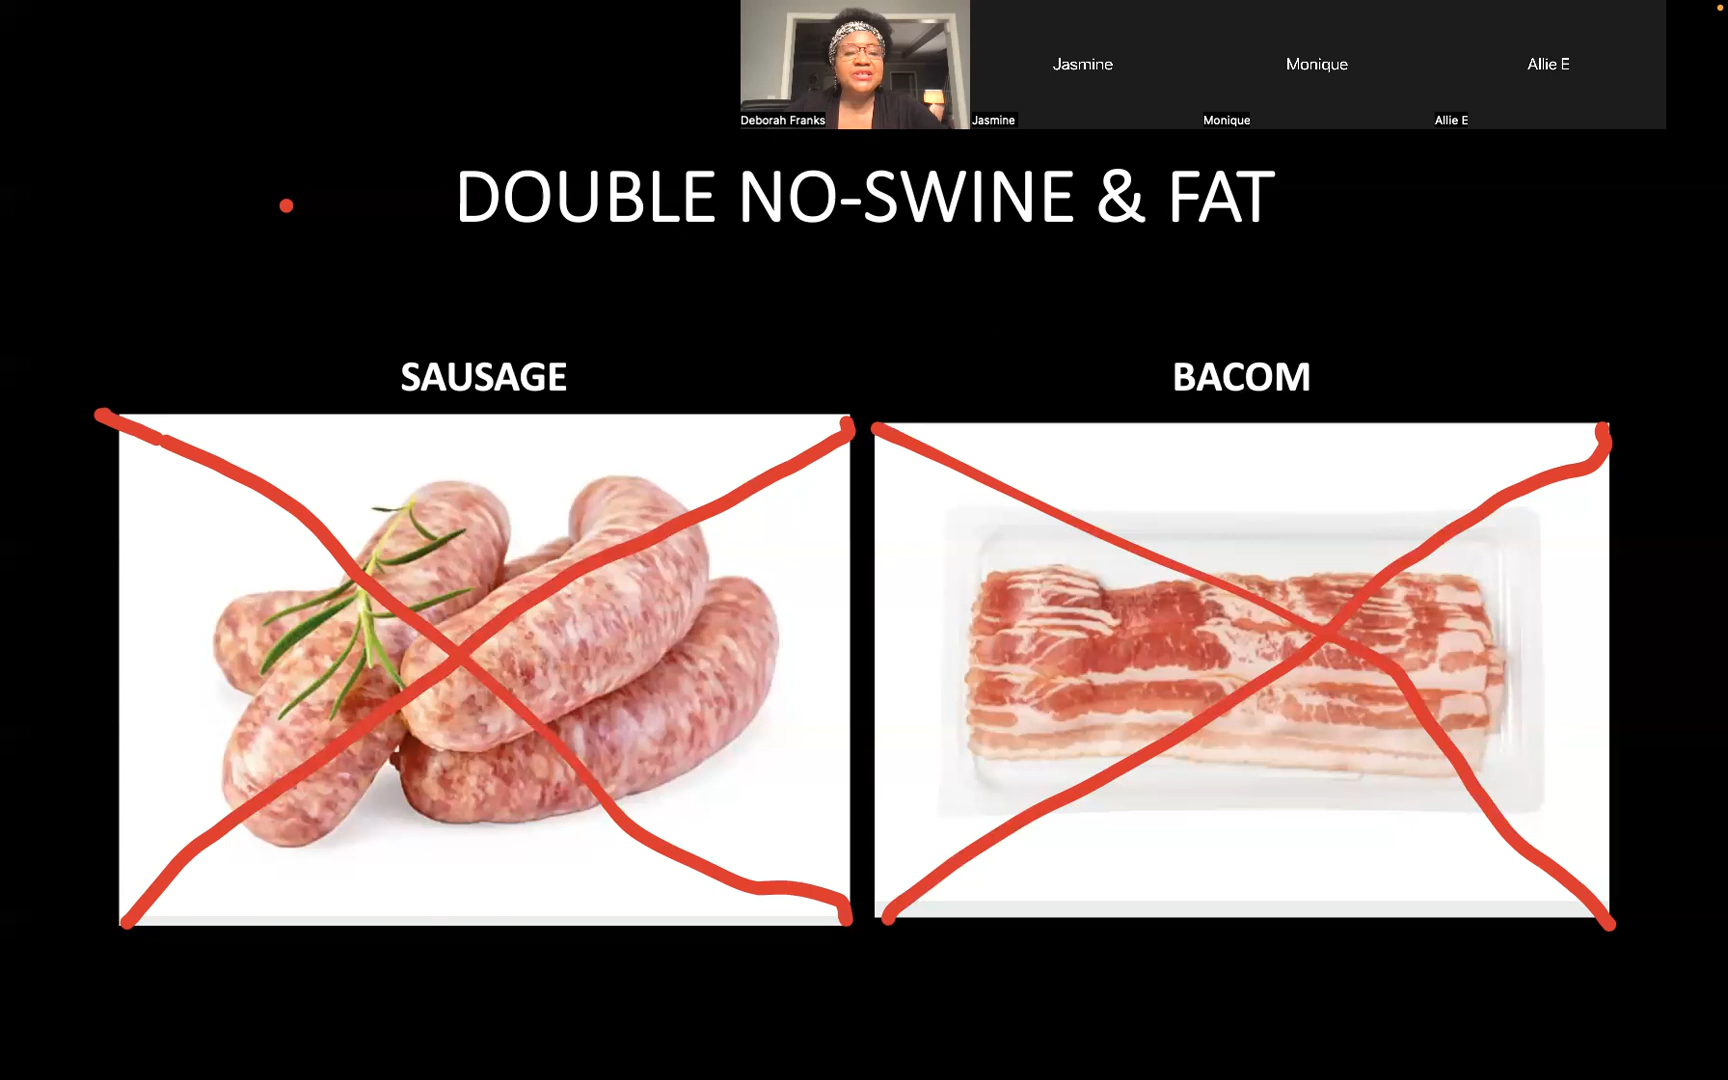 Jasmine
Monique
Allie E
Deborah Franks
Jasmine
Monique
Allie E
DOUBLE NO-SWINE & FAT
SAUSAGE
BACOM